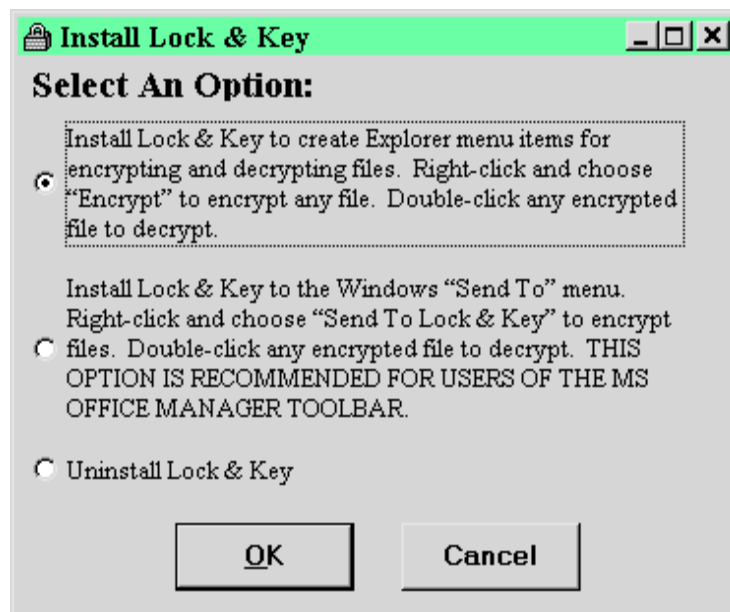 Install Lock & Key
Select An Option:
Install Lock & Key to create Explorer menu items for
encrypting and decrypting files.  Right-click and choose
“Encrypt” to encrypt any file.  Double-click any encrypted
file to decrypt.
Install Lock & Key to the Windows “Send To” menu.
Right-click and choose “Send To Lock & Key” to encrypt
files.  Double-click any encrypted file to decrypt.  THIS
OPTION IS RECOMMENDED FOR USERS OF THE MS
OFFICE MANAGER TOOLBAR.
Uninstall Lock & Key
OK
Cancel